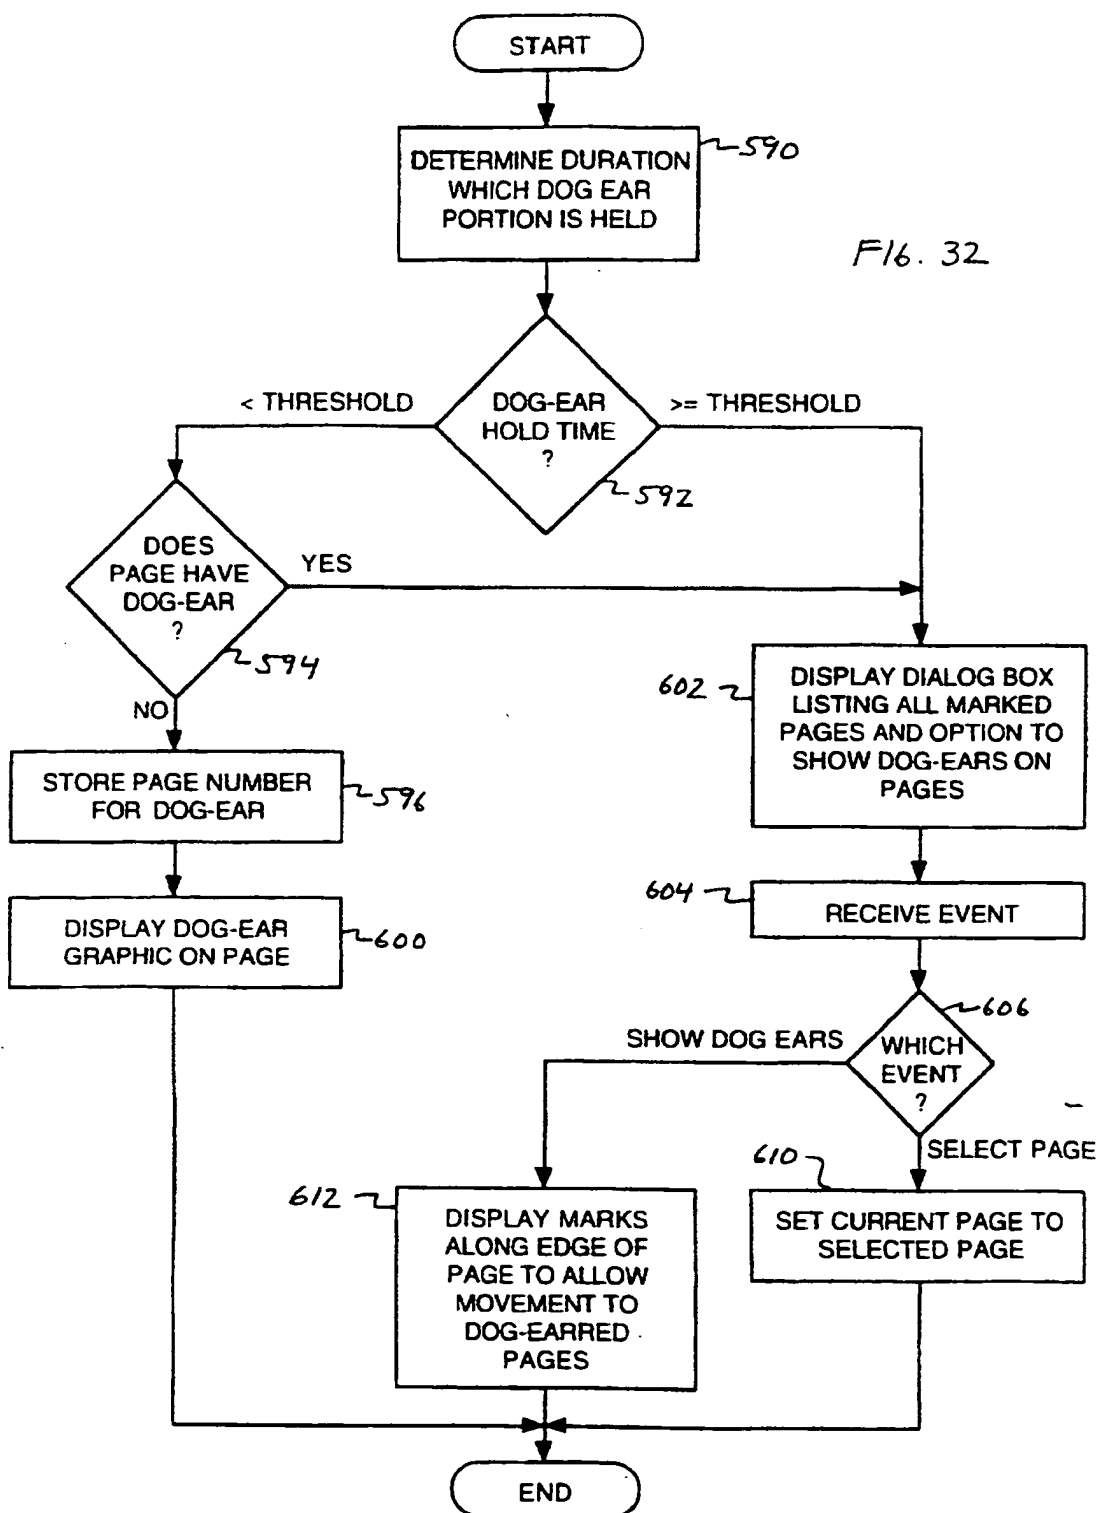 START
DETERMINE DURATION
WHICH DOG EAR
PORTION IS HELD
590
FIG. 32
< THRESHOLD
DOG-EAR
HOLD TIME
?
>= THRESHOLD
592
DOES
PAGE HAVE
DOG-EAR
?
YES
594
NO
602
DISPLAY DIALOG BOX
LISTING ALL MARKED
PAGES AND OPTION TO
SHOW DOG-EARS ON
PAGES
STORE PAGE NUMBER
FOR DOG-EAR
596
604
RECEIVE EVENT
DISPLAY DOG-EAR
GRAPHIC ON PAGE
600
606
SHOW DOG EARS
WHICH
EVENT
?
SELECT PAGE
610
612
DISPLAY MARKS
ALONG EDGE OF
PAGE TO ALLOW
MOVEMENT TO
DOG-EARRED
PAGES
SET CURRENT PAGE TO
SELECTED PAGE
END